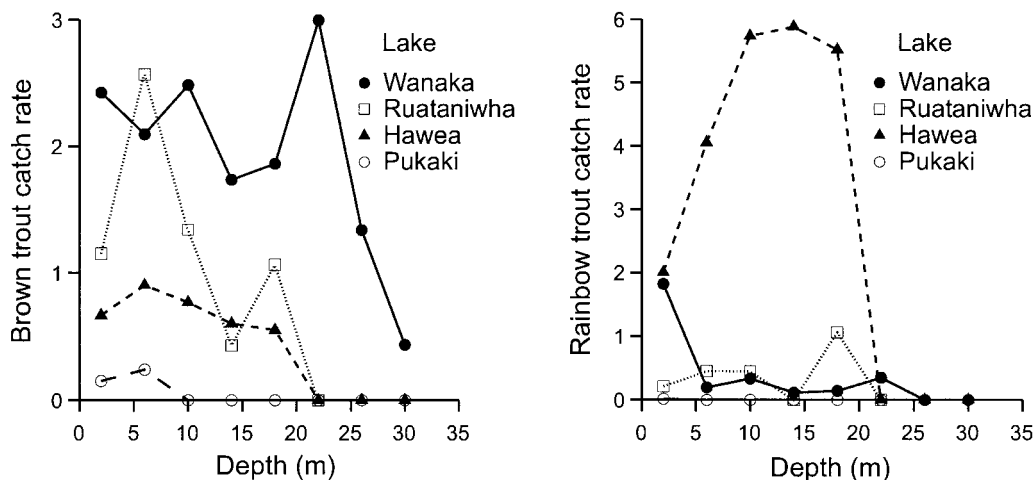 Brown trout catch rate
3
2
1
0
0 5 10 15 20 25 30 35
Depth (m)
Lake
Wanaka
Ruataniwha
Hawea
Pukaki
Rainbow trout catch rate
6
5
4
3
2
1
0
0 5 10 15 20 25 30 35
Depth (m)
Lake
Wanaka
Ruataniwha
Hawea
Pukaki